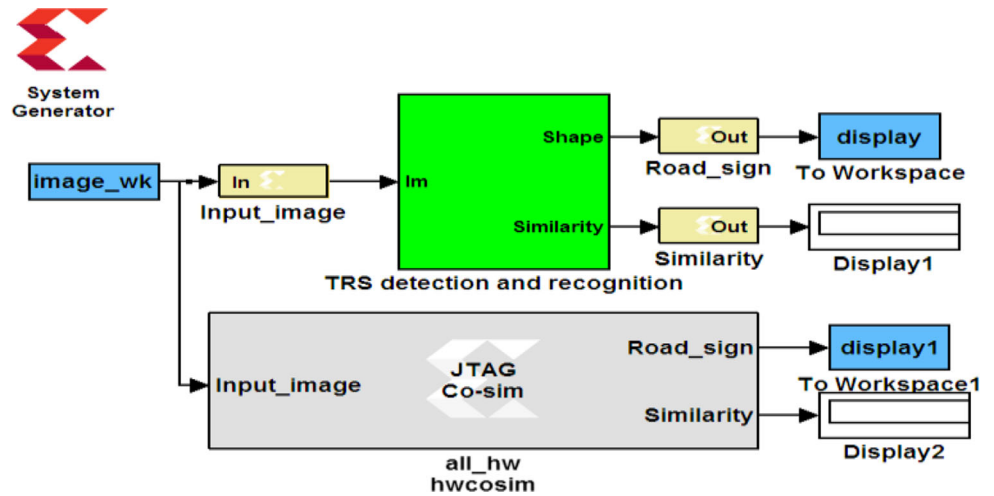 System
Generator
image_wk
In
Input_image
Im
Shape
Similarity
TRS detection and recognition
Out
Road_sign
display
To Workspace
Out
Similarity
Display1
Input_image
JTAG
Co-sim
Road_sign
Similarity
all_hw
hwcosim
display1
To Workspace1
Display2